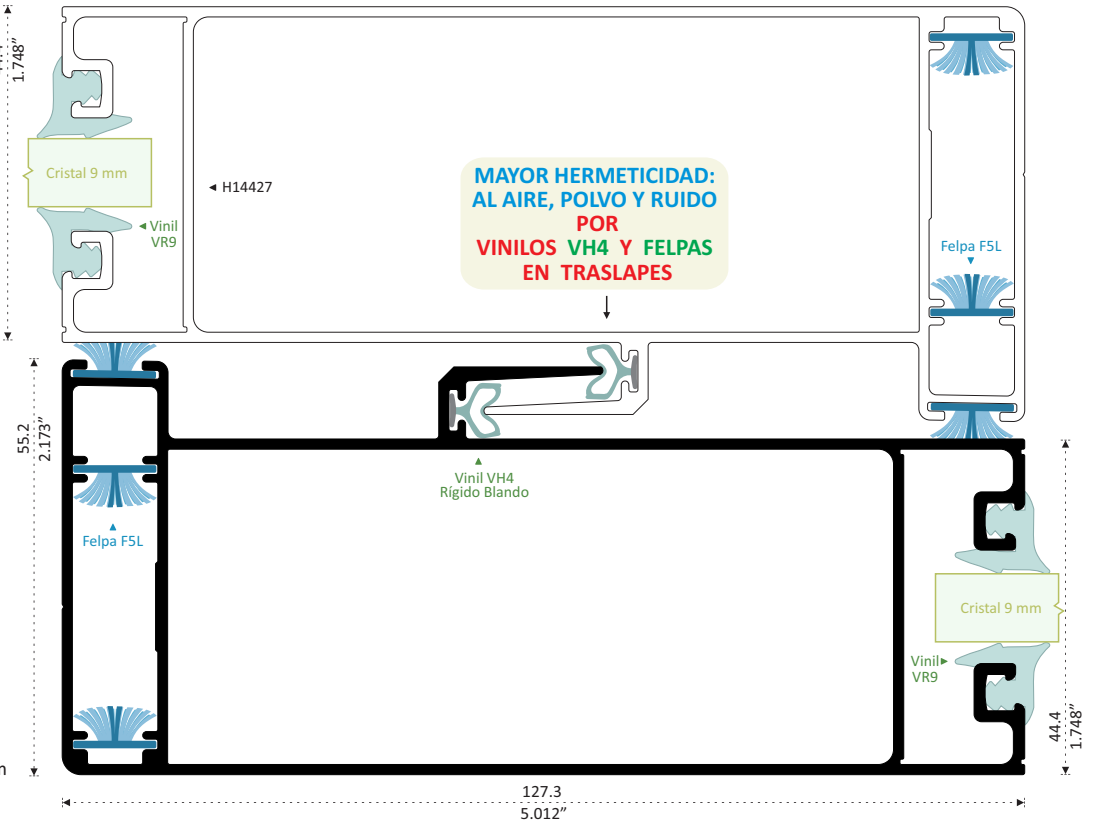 1.748”
Cristal 9 mm
H14427
Vinil
VR9
MAYOR HERMETICIDAD:
AL AIRE, POLVO Y RUIDO
POR
VINILOS VH4 Y FELPAS
EN TRASLAPES
Felpa F5L
55.2
2.173”
Vinil VH4
Rígido Blando
Felpa F5L
Cristal 9 mm
Vinil
VR9
44.4
1.748”
127.3
5.012”